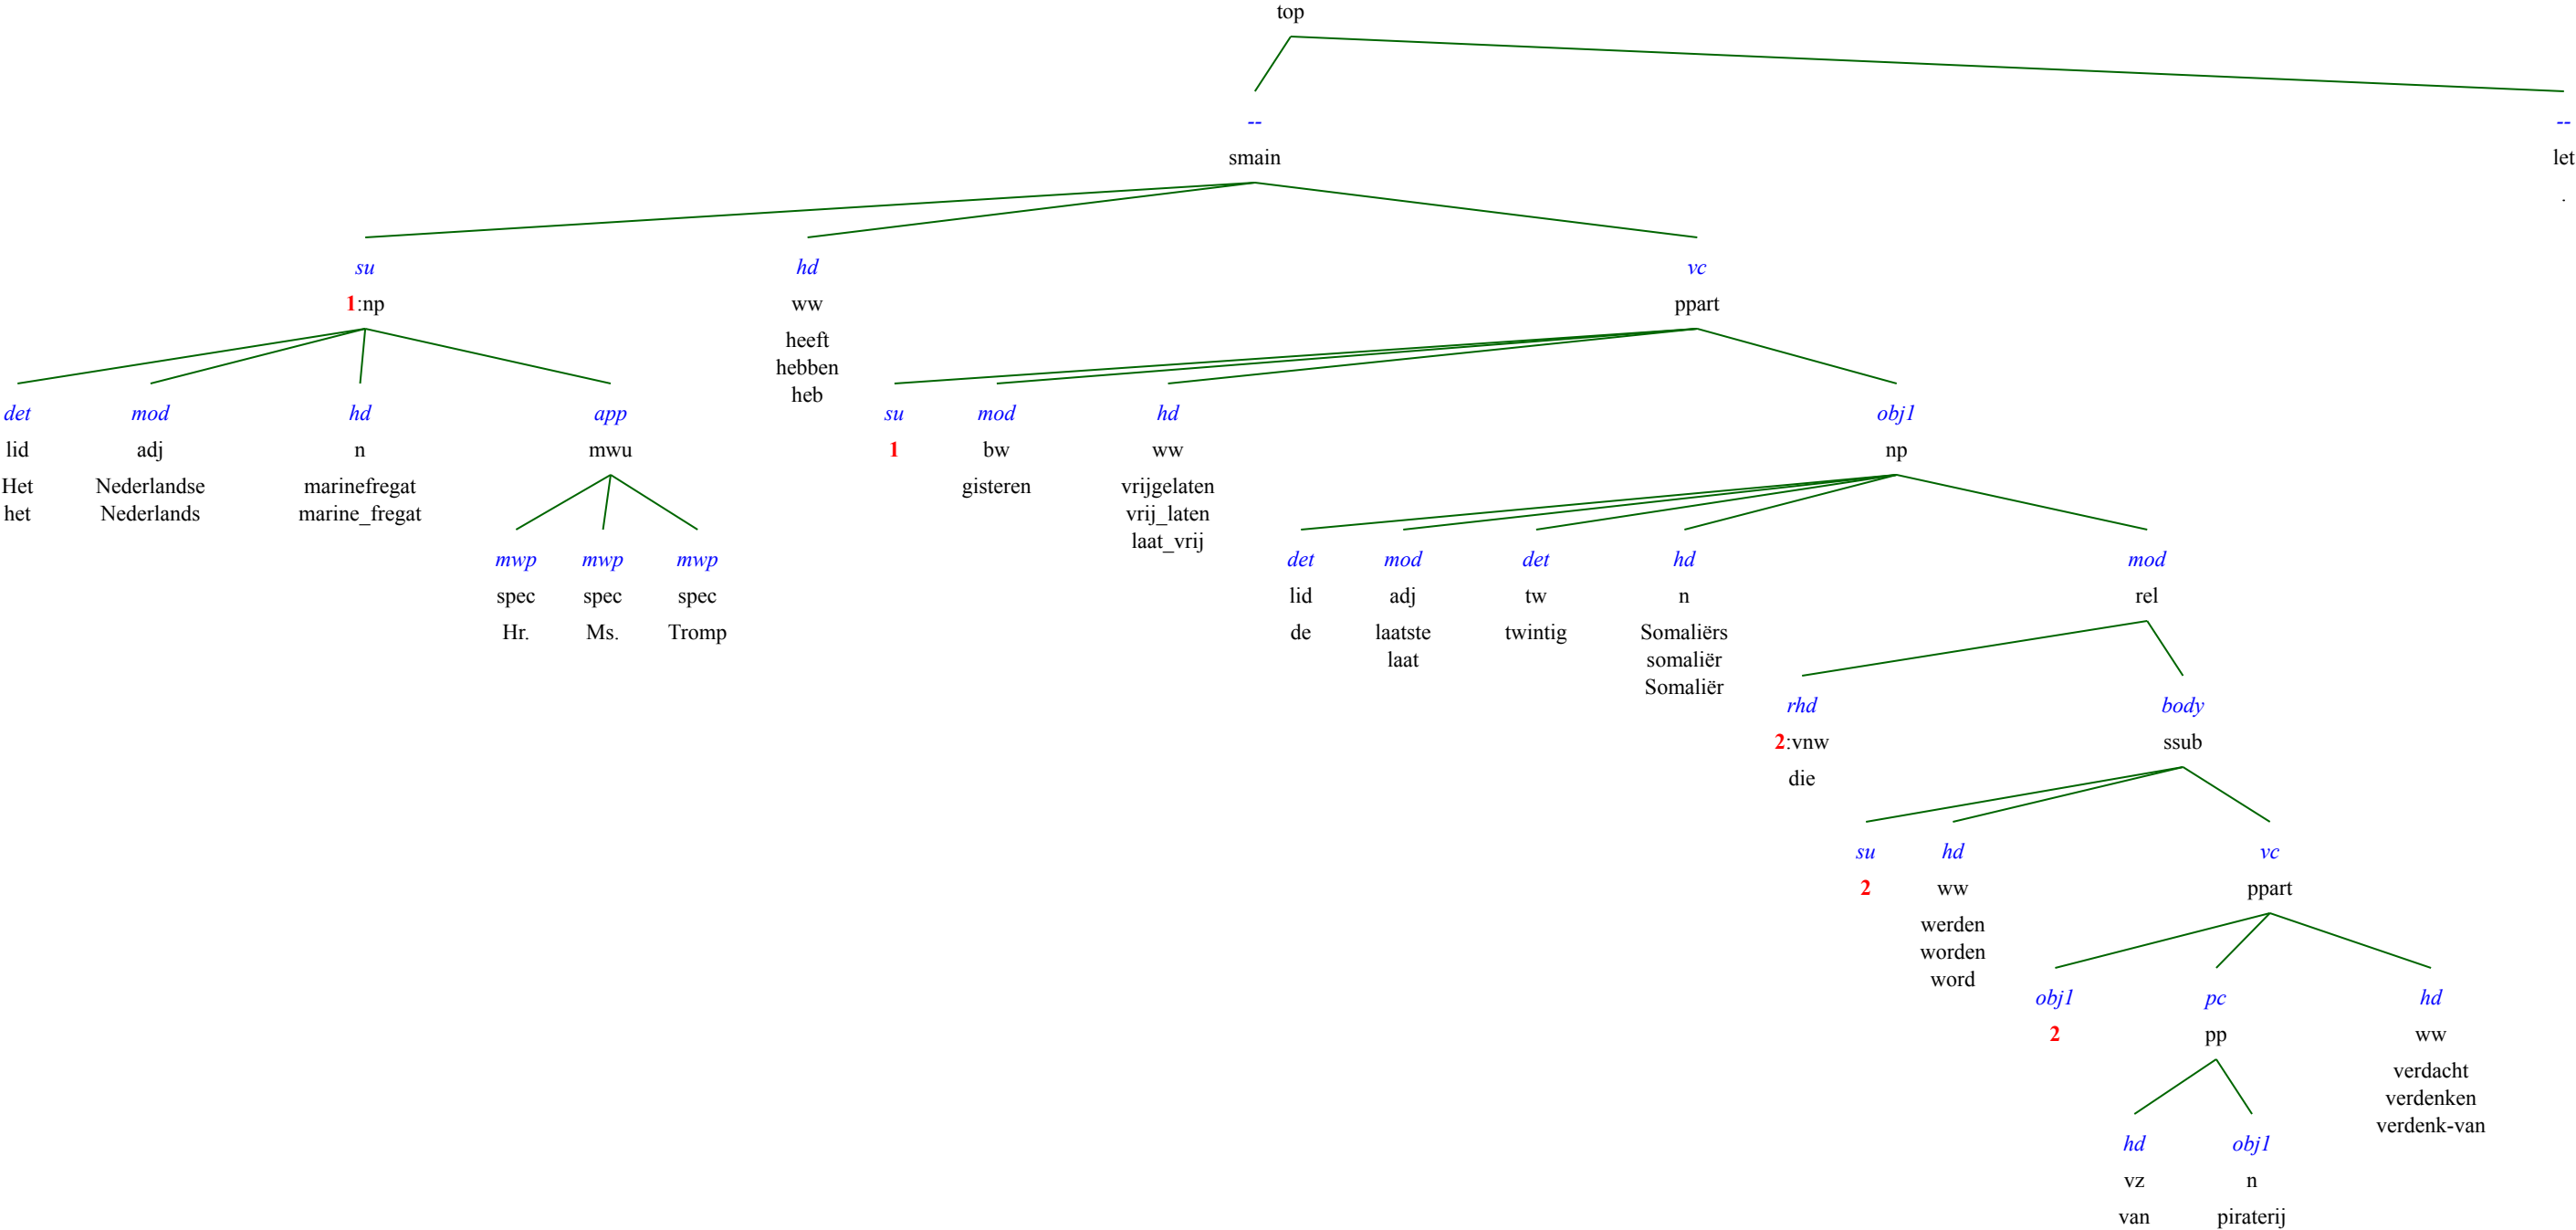 top
-- --
smain let
.
su hd vc
1:np ww ppart
heeft
hebben
heb
det mod hd app su mod hd obj1
lid adj n mwu 1 bw ww np
Het Nederlandse marinefregat gisteren vrijgelaten
het Nederlands marine_fregat vrij_laten
laat_vrij
mwp mwp mwp det mod det hd mod
spec spec spec lid adj tw n rel
Hr. Ms. Tromp de laatste twintig Somaliërs
laat somaliër
Somaliër
rhd body
2:vnw ssub
die
su hd vc
2 ww ppart
werden
worden
word
obj1 pc hd
2 pp ww
verdacht
verdenken
verdenk-van
hd obj1
vz n
van piraterij